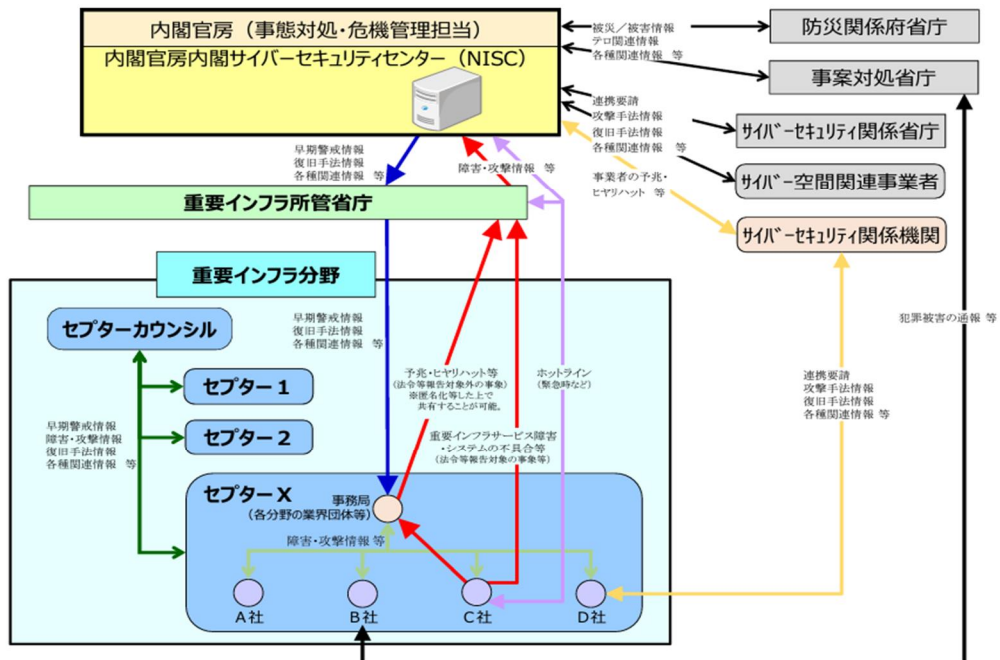 内閣官房（事態対処・危機管理担当）
内閣官房内閣サイバーセキュリティセンター（NISC）
被災／被害情報
テロ関連情報
各種関連情報 等
防災関係府省庁
事案対処省庁
連携要請
攻撃手法情報
復旧手法情報
各種関連情報 等
サイバーセキュリティ関係省庁
サイバー空間関連事業者
事業者の予兆・
ヒヤリハット 等
サイバーセキュリティ関係機関
早期警戒情報
復旧手法情報
各種関連情報 等
障害・攻撃情報 等
重要インフラ所管省庁
重要インフラ分野
セプターカウンシル
セプター１
セプター２
早期警戒情報
障害・攻撃情報
復旧手法情報
各種関連情報 等
早期警戒情報
復旧手法情報
各種関連情報 等
予兆・ヒヤリハット等
（法令等報告対象外の事象）
※匿名化等した上で
共有することが可能。
ホットライン
（緊急時など）
重要インフラサービス障害
・システムの不具合等
（法令等報告対象の事象等）
犯罪被害の通報 等
連携要請
攻撃手法情報
復旧手法情報
各種関連情報 等
セプターＸ
事務局
（各分野の業界団体等）
障害・攻撃情報 等
Ａ社
Ｂ社
Ｃ社
Ｄ社